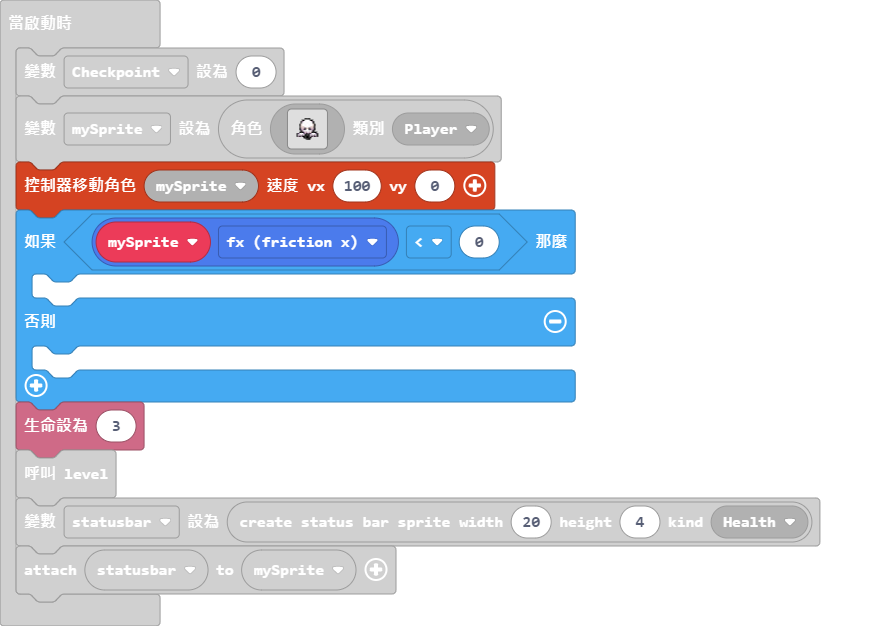 當啟動時
變數 Checkpoint 設為 0
變數 mySprite 設為 角色 類別 Player
控制器移動角色 mySprite 速度 vx 100 vy 0
如果 mySprite fx (friction x) < 0 那麼
否則
生命設為 3
呼叫 level
變數 statusbar 設為 create status bar sprite width 20 height 4 kind Health
attach statusbar to mySprite